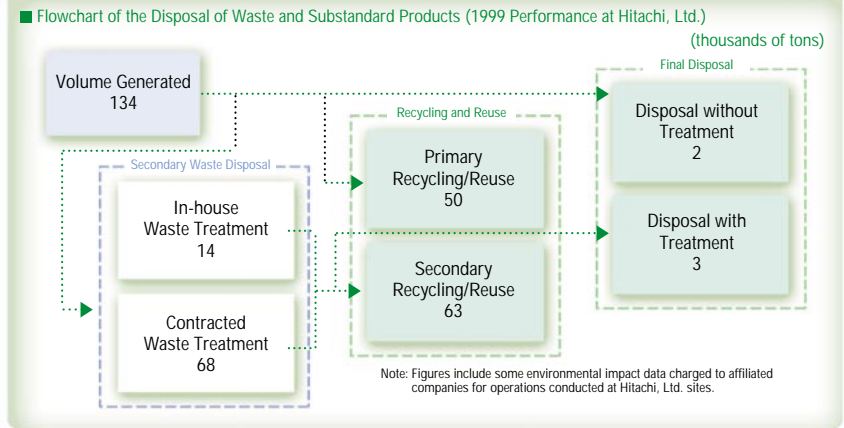 Flowchart of the Disposal of Waste and Substandard Products (1999 Performance at Hitachi, Ltd.)
(thousands of tons)
Volume Generated
134
Secondary Waste Disposal
In-house
Waste Treatment
14
Contracted
Waste Treatment
68
Recycling and Reuse
Primary
Recycling/Reuse
50
Secondary
Recycling/Reuse
63
Final Disposal
Disposal without
Treatment
2
Disposal with
Treatment
3
Note: Figures include some environmental impact data charged to affiliated
companies for operations conducted at Hitachi, Ltd. sites.